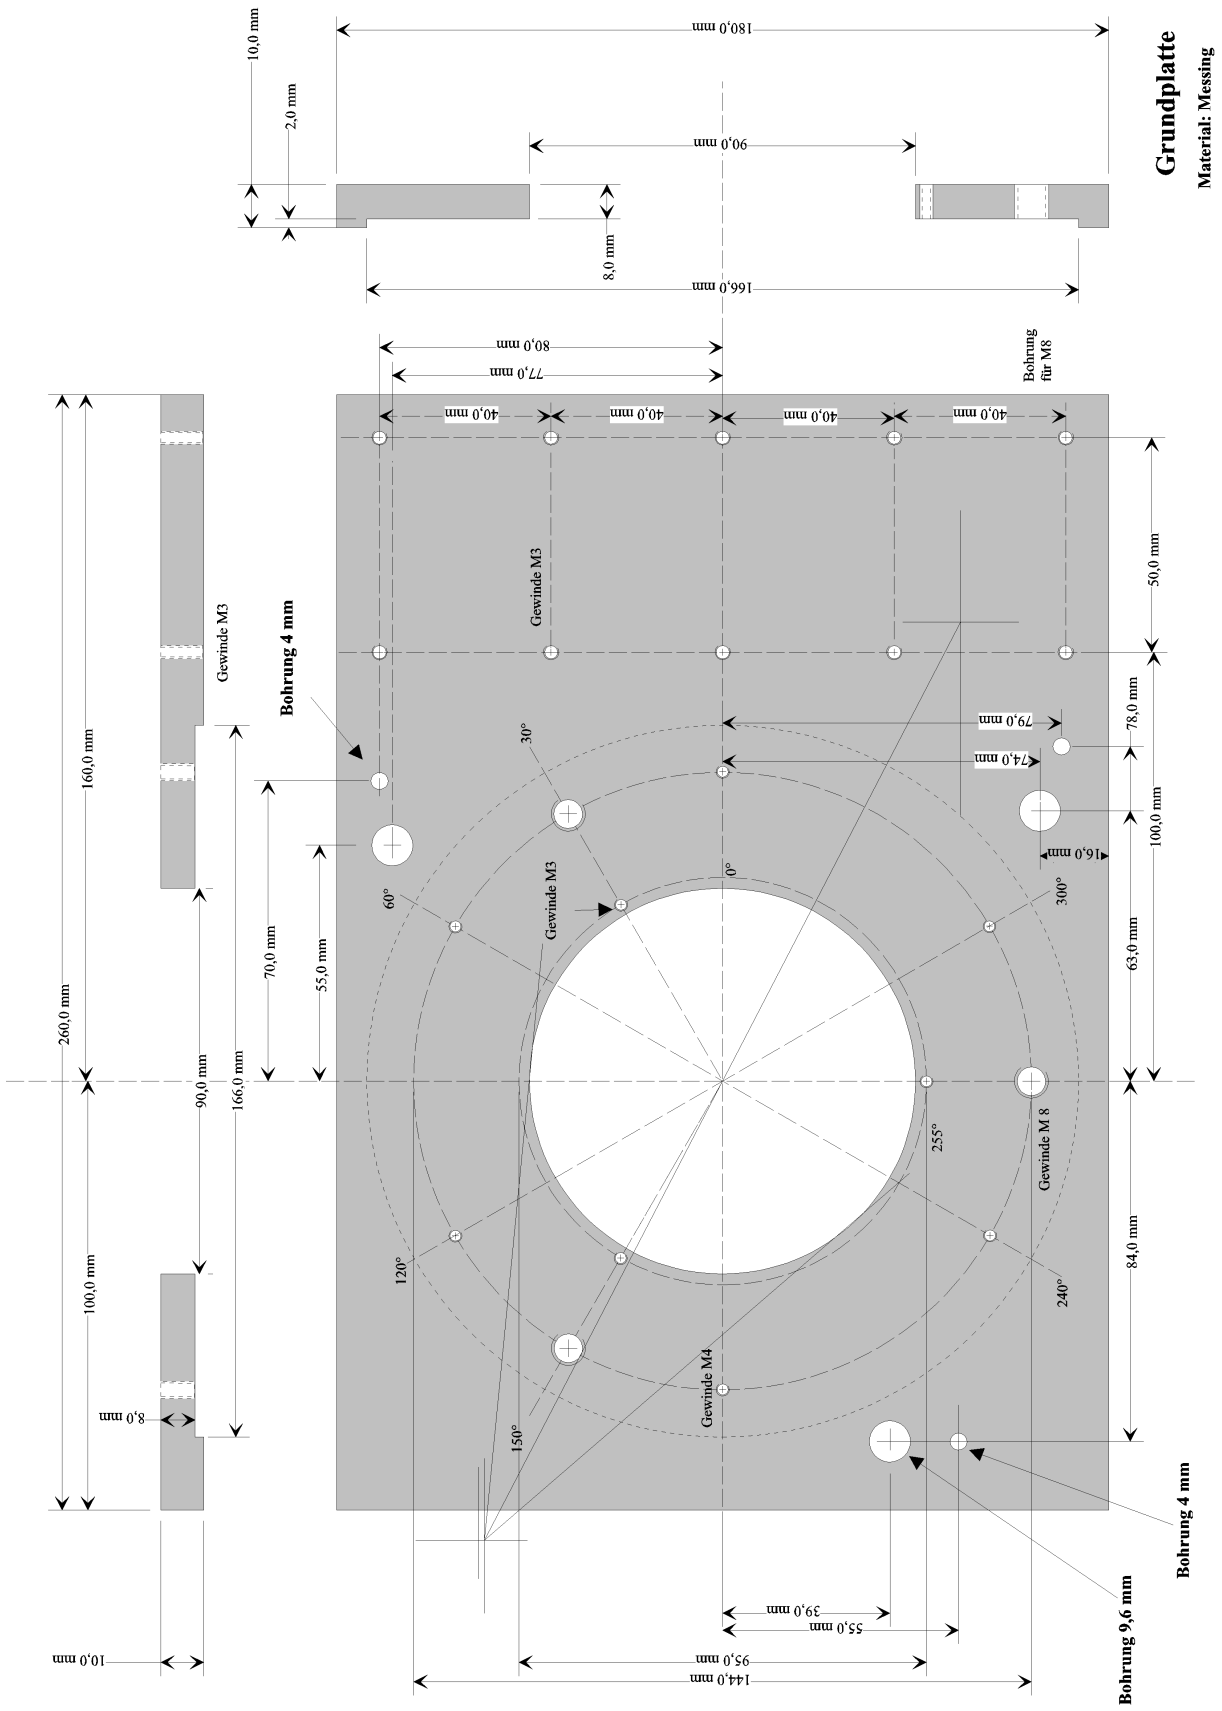 Grundplatte
Material: Messing
10,0 mm
2,0 mm
180,0 mm
90,0 mm
8,0 mm
166,0 mm
80,0 mm
77,0 mm
Bohrung
für M8
40,0 mm
40,0 mm
40,0 mm
40,0 mm
50,0 mm
Gewinde M3
Gewinde M3
Bohrung 4 mm
260,0 mm
160,0 mm
100,0 mm
90,0 mm
166,0 mm
70,0 mm
55,0 mm
8,0 mm
10,0 mm
30°
60°
0°
300°
Gewinde M3
79,0 mm
74,0 mm
78,0 mm
100,0 mm
16,0 mm
63,0 mm
255°
Gewinde M 8
120°
240°
84,0 mm
150°
Gewinde M4
Bohrung 4 mm
Bohrung 9,6 mm
39,0 mm
55,0 mm
95,0 mm
144,0 mm